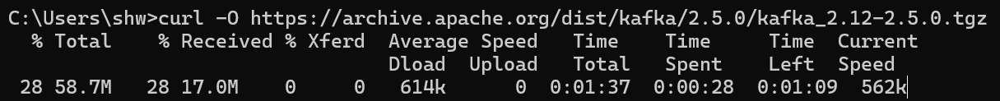 C:\Users\shw>curl -O https://archive.apache.org/dist/kafka/2.5.0/kafka_2.12-2.5.0.tgz
  % Total    % Received % Xferd  Average Speed   Time    Time     Time  Current
                                 Dload  Upload   Total   Spent    Left  Speed
 28 58.7M   28 17.0M    0     0   614k      0  0:01:37  0:00:28  0:01:09  562k